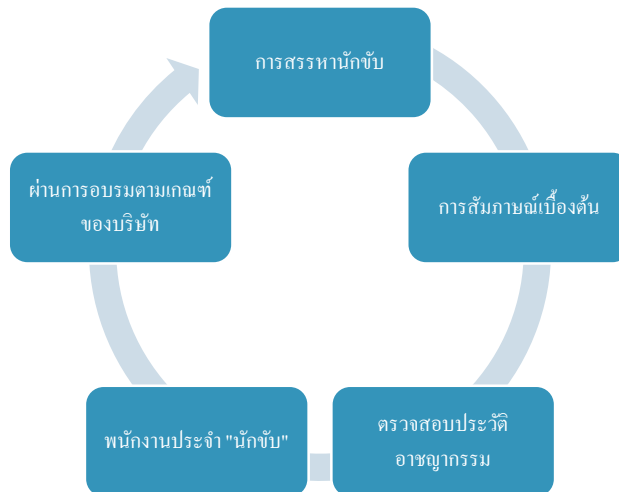 การสรรหานักขับ
การสัมภาษณ์เบื้องต้น
ตรวจสอบประวัติ
อาชญากรรม
พนักงานประจำ "นักขับ"
ผ่านการอบรมตามเกณฑ์
ของบริษัท